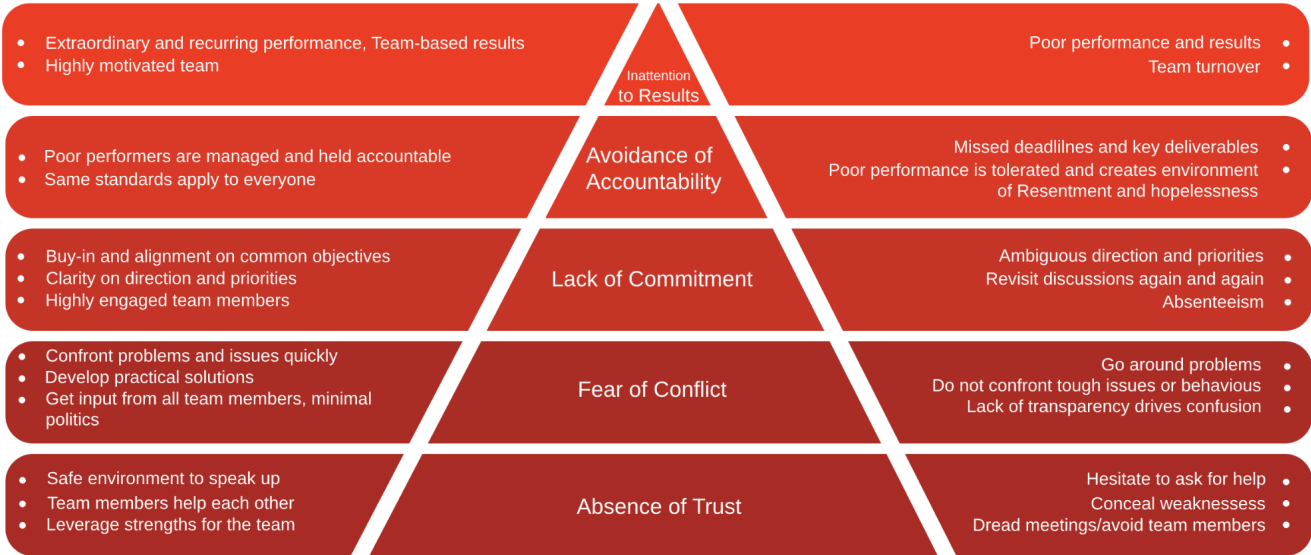 Extraordinary and recurring performance, Team-based results
Highly motivated team
Inattention
to Results
Poor performance and results
Team turnover
Poor performers are managed and held accountable
Same standards apply to everyone
Avoidance of
Accountability
Missed deadlilnes and key deliverables
Poor performance is tolerated and creates environment
of Resentment and hopelessness
Buy-in and alignment on common objectives
Clarity on direction and priorities
Highly engaged team members
Lack of Commitment
Ambiguous direction and priorities
Revisit discussions again and again
Absenteeism
Confront problems and issues quickly
Develop practical solutions
Get input from all team members, minimal
politics
Fear of Conflict
Go around problems
Do not confront tough issues or behavious
Lack of transparency drives confusion
Safe environment to speak up
Team members help each other
Leverage strengths for the team
Absence of Trust
Hesitate to ask for help
Conceal weaknessess
Dread meetings/avoid team members